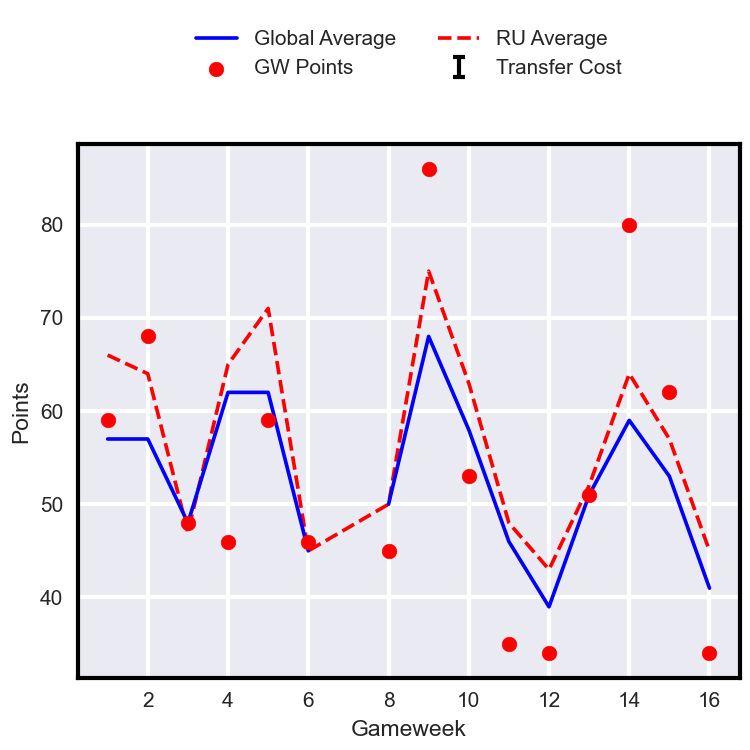 Global Average RU Average
GW Points Transfer Cost
80
70
60
50
40
Points
2 4 6 8 10 12 14 16
Gameweek